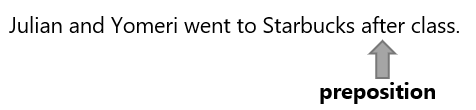 Julian and Yomeri went to Starbucks after class.
preposition